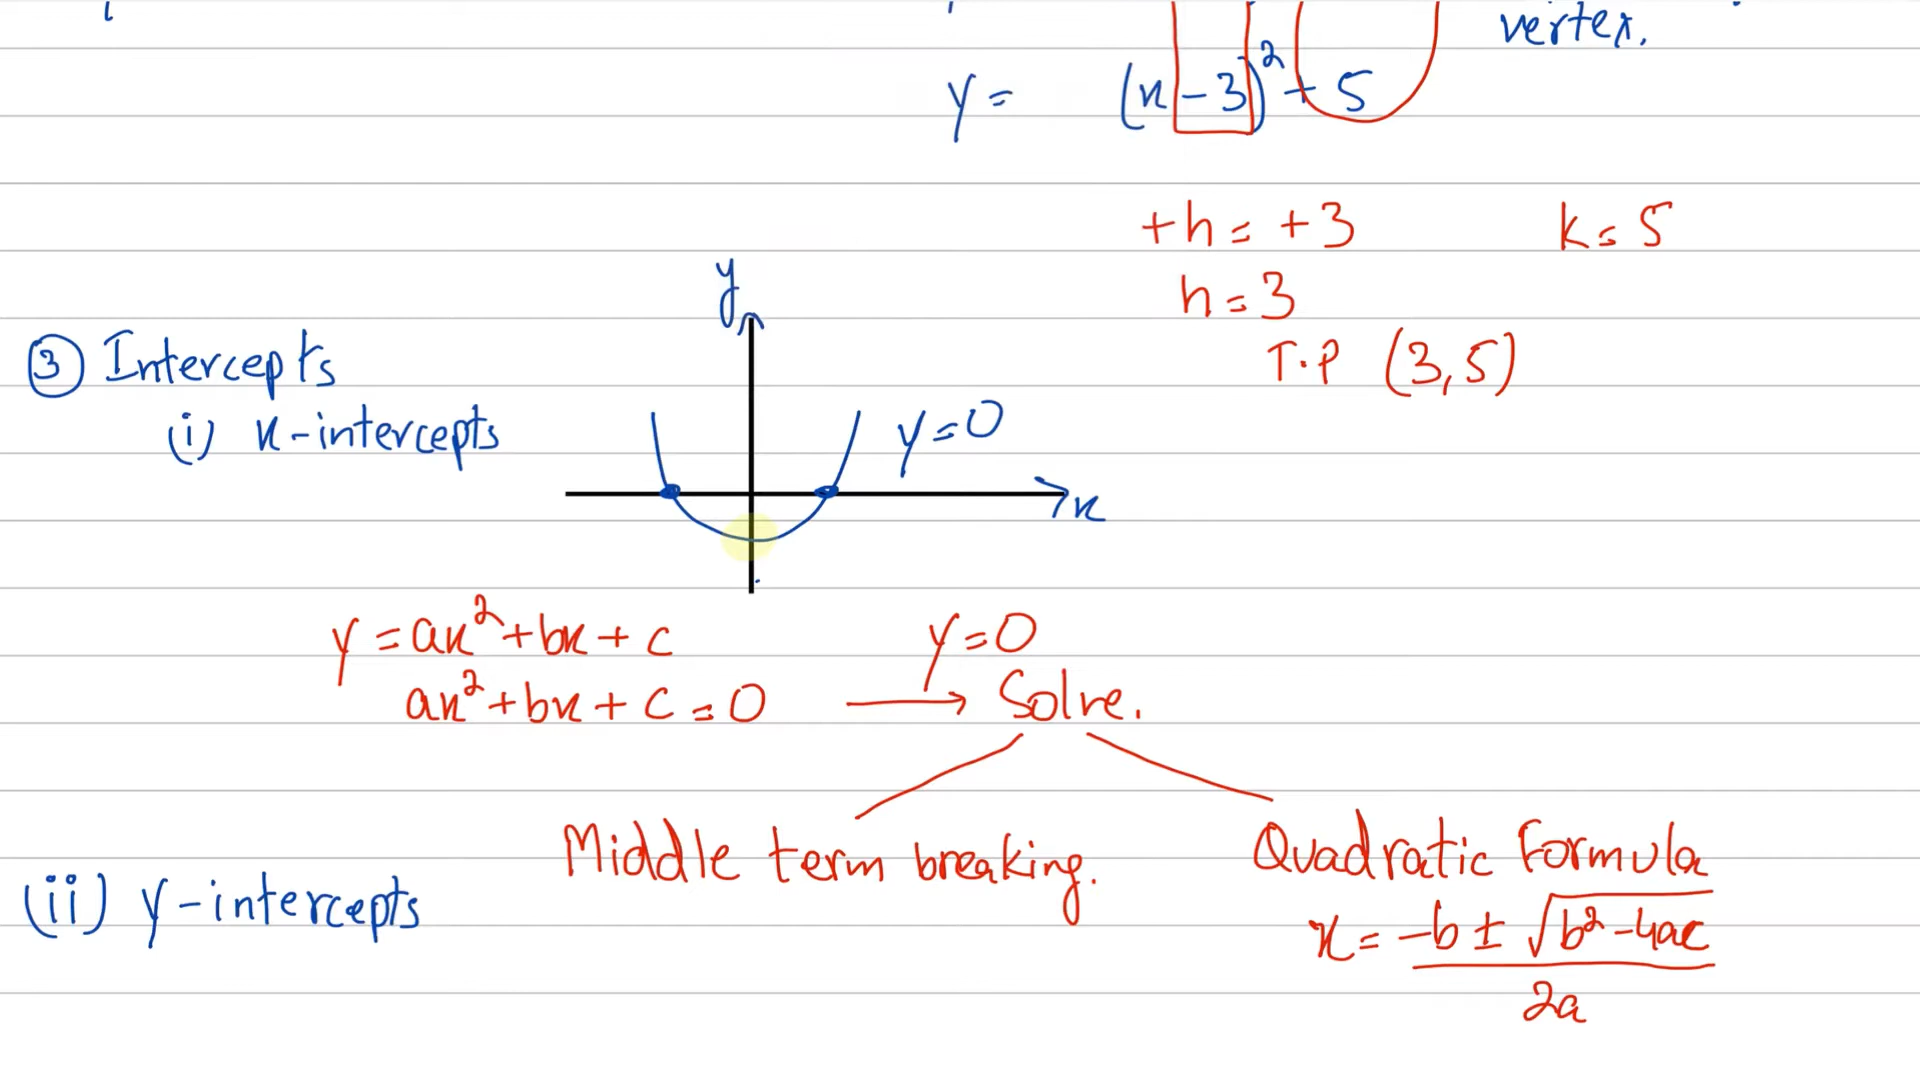 vertex.
y = (x - 3)² + 5
+h = +3 k = 5
h = 3
T.P (3, 5)
y
③ Intercepts
(i) x-intercepts
y = 0
x
y = ax² + bx + c y = 0
ax² + bx + c = 0 → Solve.
Middle term breaking. Quadratic Formula
(ii) y-intercepts
x = -b ± √b² - 4ac
2a